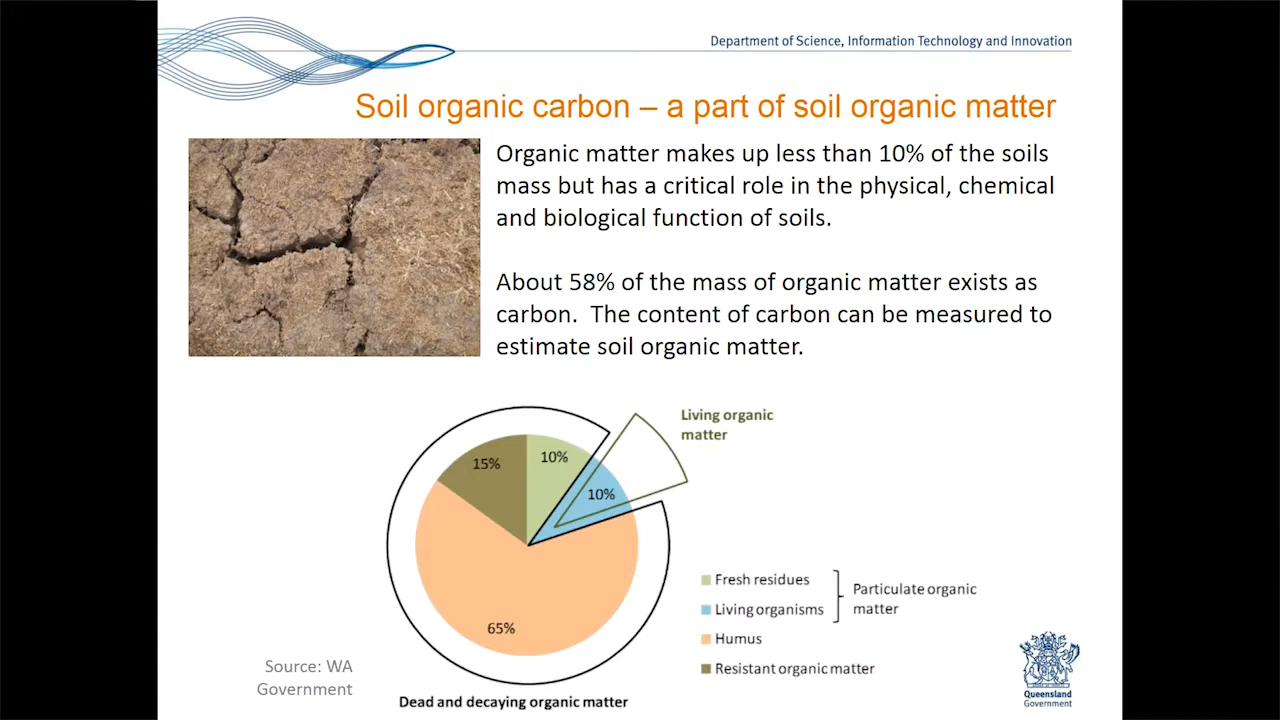 Department of Science, Information Technology and Innovation
Soil organic carbon – a part of soil organic matter
Organic matter makes up less than 10% of the soils
mass but has a critical role in the physical, chemical
and biological function of soils.
About 58% of the mass of organic matter exists as
carbon.  The content of carbon can be measured to
estimate soil organic matter.
Living organic
matter
15%
10%
10%
65%
Fresh residues
Living organisms
Particulate organic
matter
Humus
Resistant organic matter
Source: WA
Government
Dead and decaying organic matter
Queensland
Government